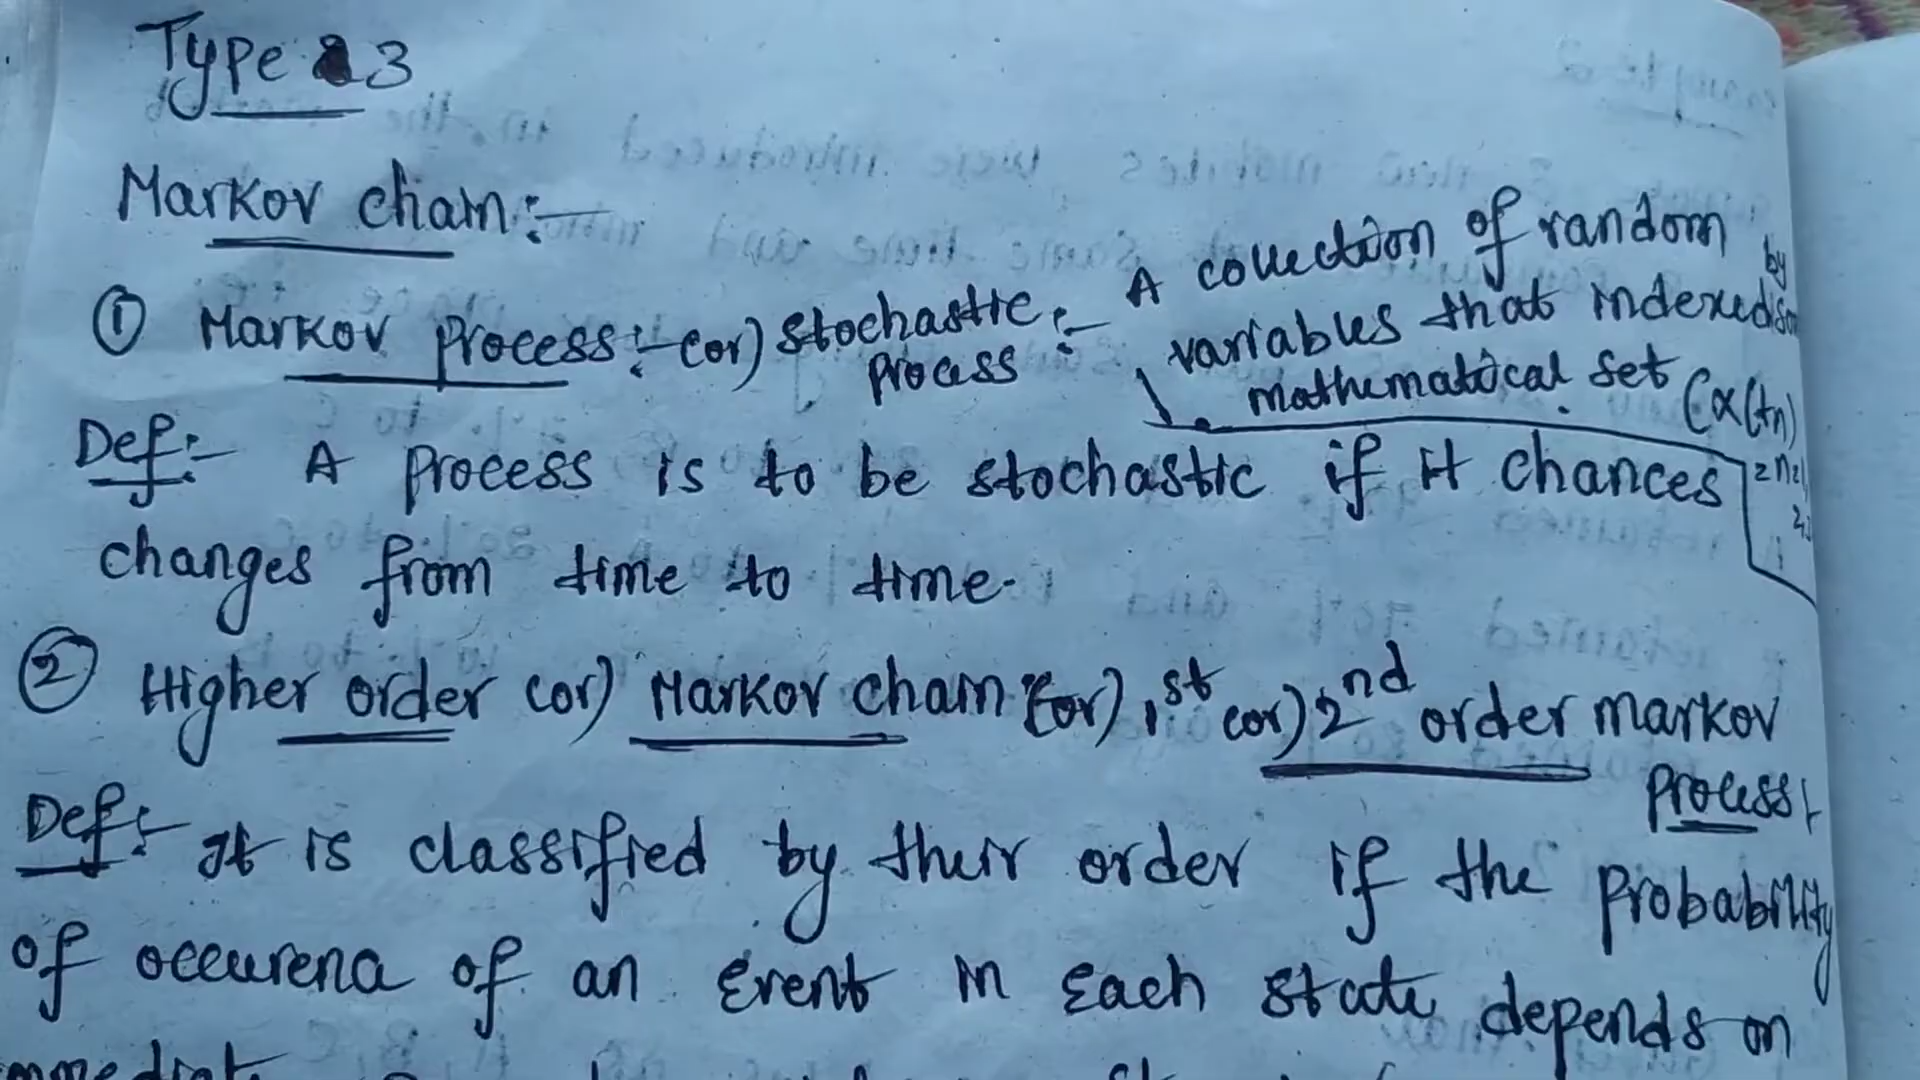 Type 3
Markov chain:-
① Markov process:- (or) stochastic process:- A collection of random
variables that indexed by
mathematical set (x(tn)
Def:- A process is to be stochastic if it chances
changes from time to time.
② Higher order (or) Markov chain (or) 1st (or) 2nd order markov
process
Def:- It is classified by their order if the probability
of occurena of an Event in Each state depends on